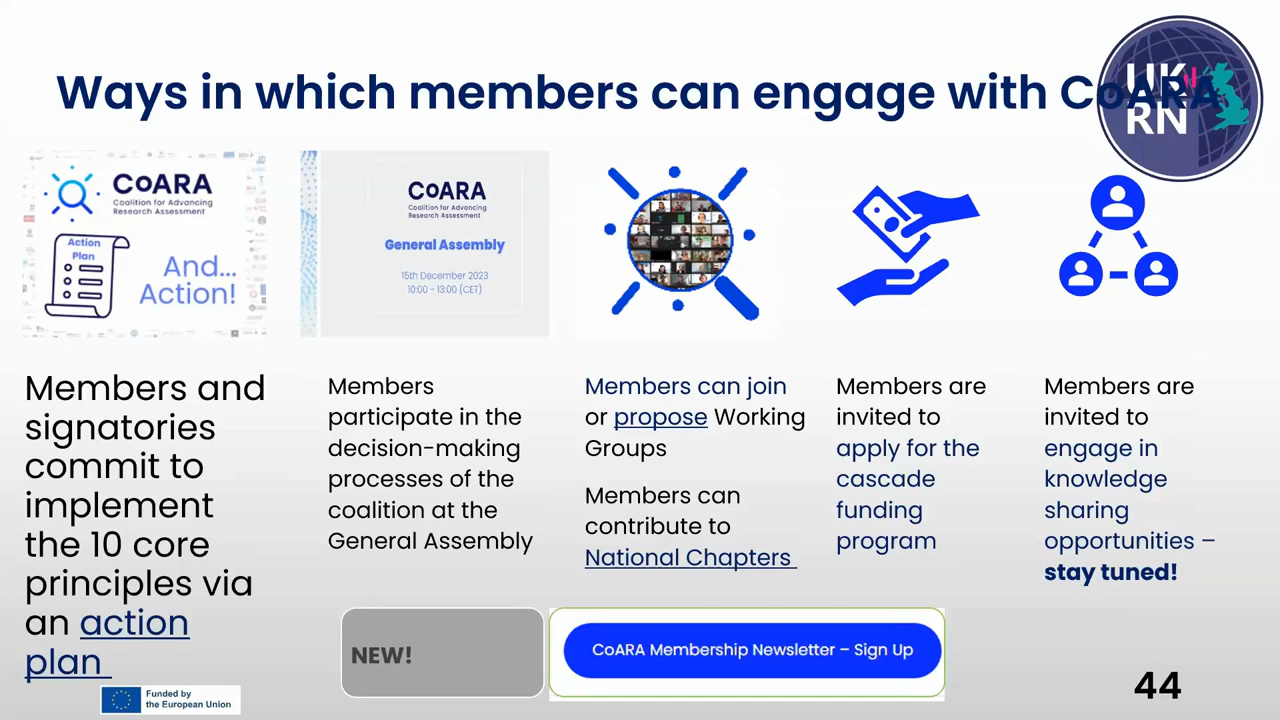 Ways in which members can engage with CoARA
UK
RN
CoARA
Coalition for Advancing
Research Assessment
Action
Plan
And...
Action!
CoARA
Coalition for Advancing
Research Assessment
General Assembly
15th December 2023
10:00 - 13:00 (CET)
Members and
signatories
commit to
implement
the 10 core
principles via
an action
plan
Members
participate in the
decision-making
processes of the
coalition at the
General Assembly
Members can join
or propose Working
Groups
Members can
contribute to
National Chapters
Members are
invited to
apply for the
cascade
funding
program
Members are
invited to
engage in
knowledge
sharing
opportunities –
stay tuned!
NEW!
CoARA Membership Newsletter – Sign Up
Funded by
the European Union
44